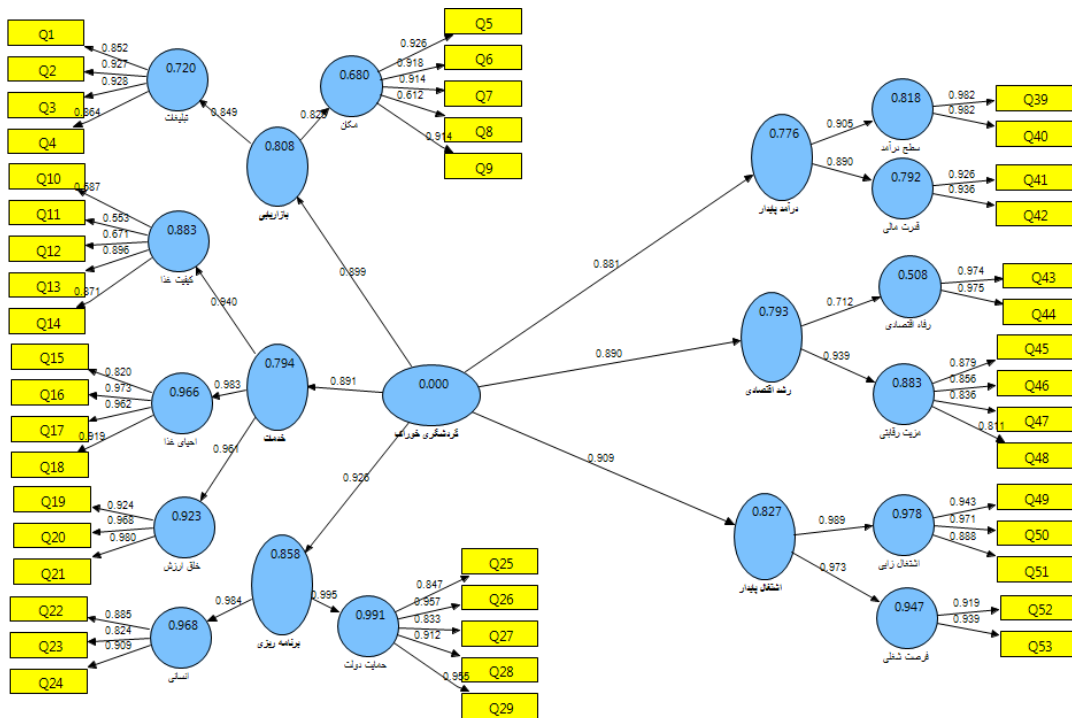 Q1
Q2
Q3
Q4
0.852
0.927
0.928
0.864
0.720
تبلیغات
0.849
Q5
Q6
Q7
Q8
Q9
0.926
0.918
0.914
0.612
0.914
0.680
مکان
0.808
بازاریابی
0.899
Q10
Q11
Q12
Q13
Q14
0.553
0.671
0.896
0.871
0.883
کیفیت غذا
0.940
Q15
Q16
Q17
Q18
0.820
0.973
0.962
0.919
0.966
احیای غذا
0.983
0.794
خدمت
0.891
0.961
Q19
Q20
Q21
0.924
0.968
0.980
0.923
خلق ارزش
Q22
Q23
Q24
0.885
0.824
0.909
0.968
انسانی
0.984
0.858
برنامه ریزی
0.926
0.995
0.991
حمایت دولت
Q25
Q26
Q27
Q28
Q29
0.847
0.957
0.833
0.912
0.955
0.000
گردشگری خوراک
0.881
0.776
درآمد پایدار
0.905
0.890
0.818
سطح درآمد
0.982
0.982
Q39
Q40
0.792
قدرت مالی
0.926
0.936
Q41
Q42
0.890
0.793
رشد اقتصادی
0.712
0.939
0.508
رفاه اقتصادی
0.974
0.975
Q43
Q44
0.883
مزیت رقابتی
0.879
0.856
0.836
0.811
Q45
Q46
Q47
Q48
0.909
0.827
اشتغال پایدار
0.989
0.973
0.978
اشتغال زایی
0.943
0.971
0.888
Q49
Q50
Q51
0.947
فرصت شغلی
0.919
0.939
Q52
Q53